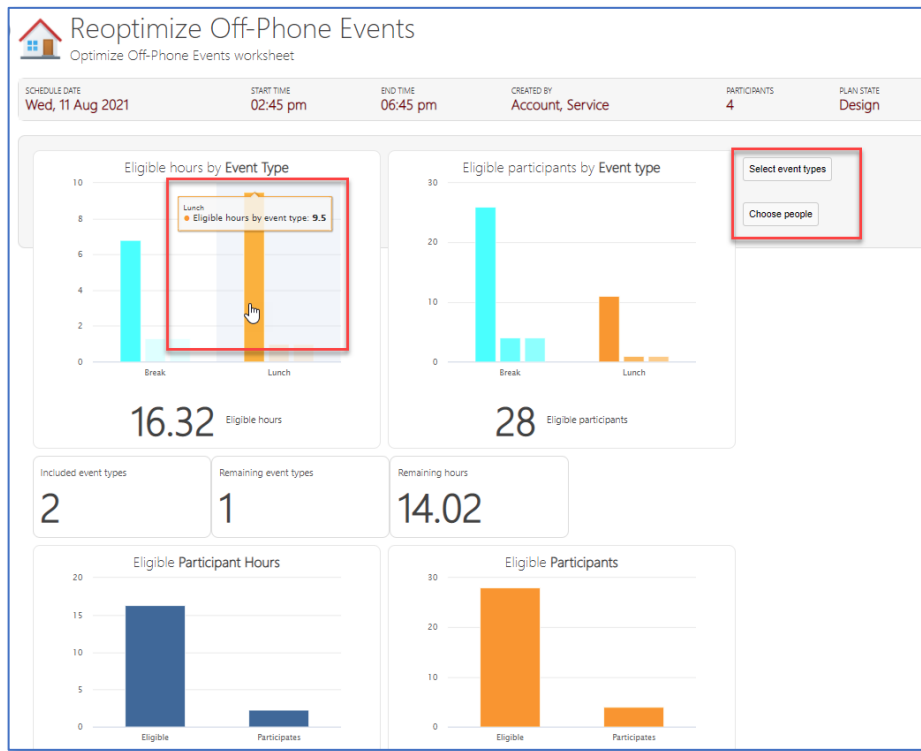 Reoptimize Off-Phone Events
Optimize Off-Phone Events worksheet
SCHEDULE DATE START TIME END TIME CREATED BY PARTICIPANTS PLAN STATE
Wed, 11 Aug 2021 02:45 pm 06:45 pm Account, Service 4 Design
Eligible hours by Event Type
10
8
6
4
2
0
Lunch
Eligible hours by event type: 9.5
Break Lunch
16.32 Eligible hours
Eligible participants by Event type
30
20
10
0
Break Lunch
28 Eligible participants
Select event types
Choose people
Included event types
2
Remaining event types
1
Remaining hours
14.02
Eligible Participant Hours
20
15
10
5
0
Eligible Participates
Eligible Participants
30
20
10
0
Eligible Participates